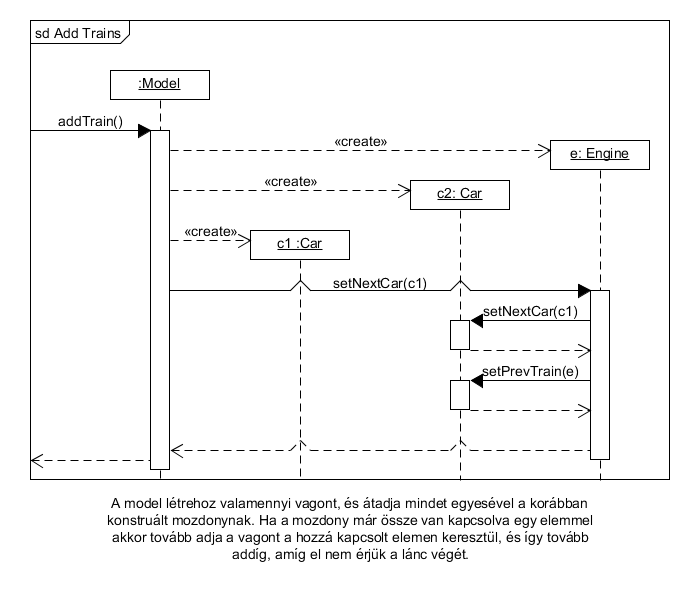 sd Add Trains
:Model
addTrain()
«create»
e: Engine
«create»
c2: Car
«create»
c1 :Car
setNextCar(c1)
setNextCar(c1)
setPrevTrain(e)
A model létrehoz valamennyi vagont, és átadja mindet egyesével a korábban
konstruált mozdonynak. Ha a mozdony már össze van kapcsolva egy elemmel
akkor tovább adja a vagont a hozzá kapcsolt elemen keresztül, és így tovább
addíg, amíg el nem érjük a lánc végét.